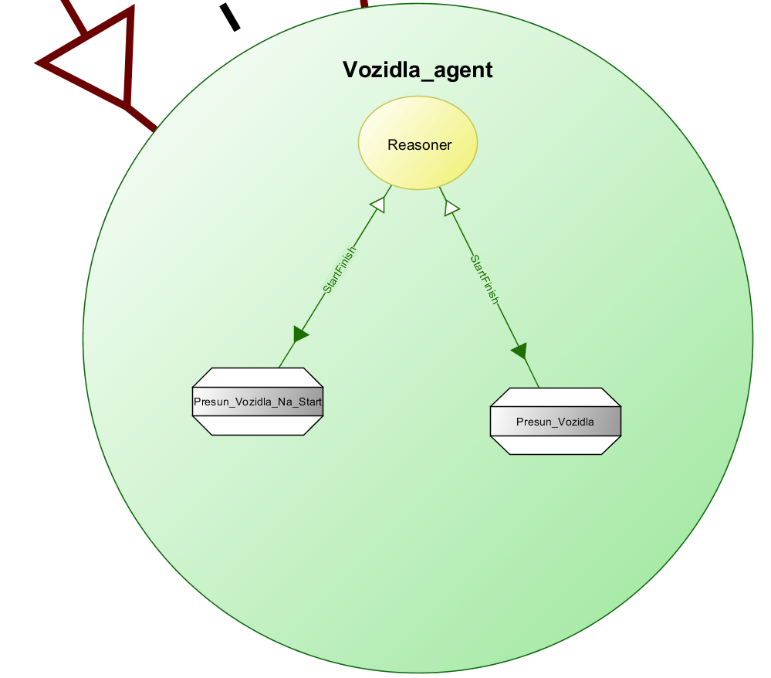 Vozidla_agent
Reasoner
StartFinish
StartFinish
Presun_Vozidla_Na_Start
Presun_Vozidla